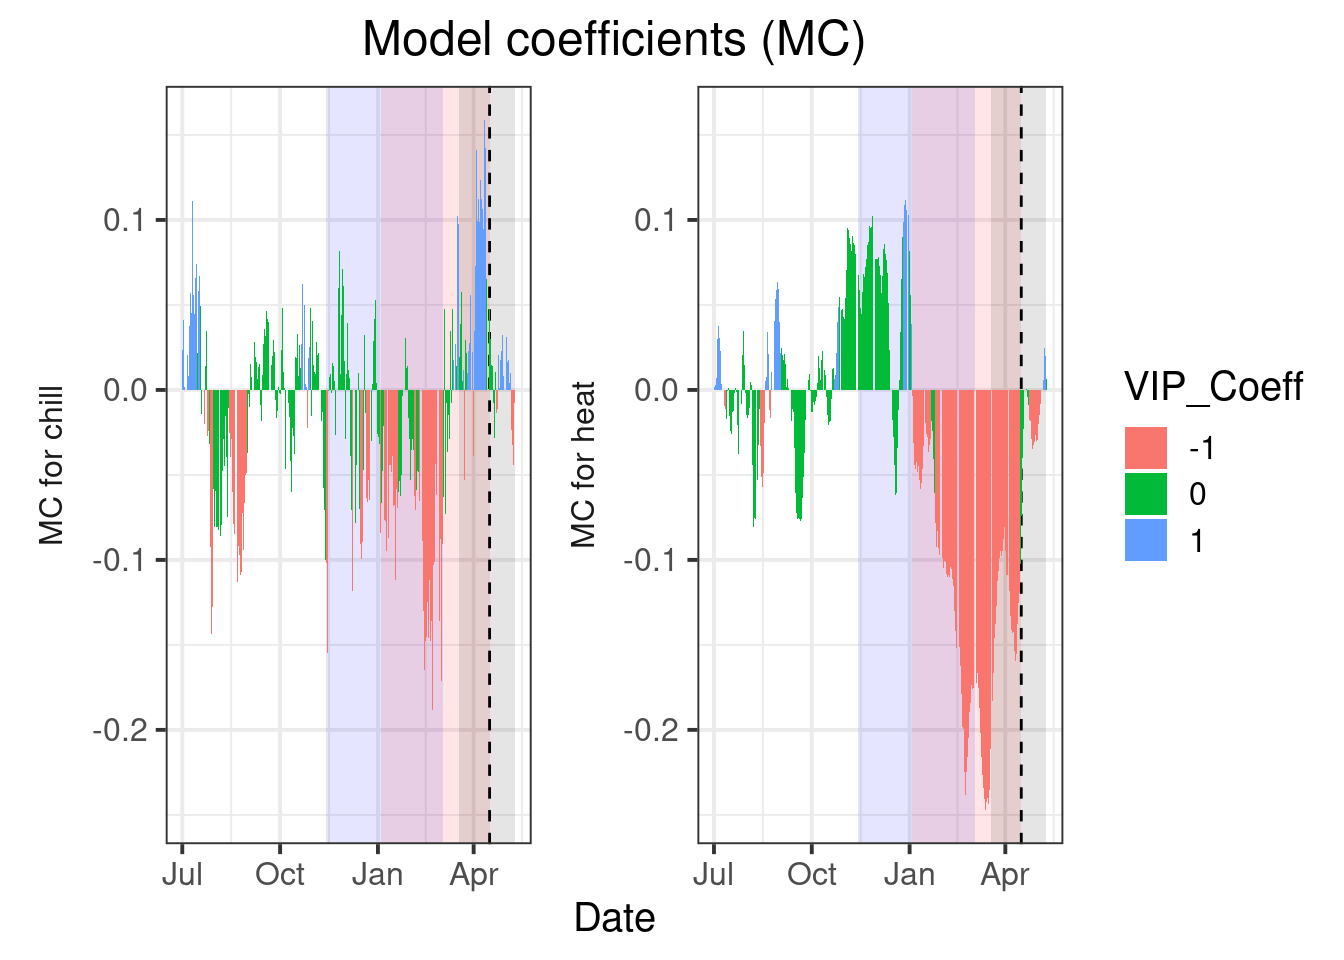 Model coefficients (MC)
MC for chill
0.1
0.0
-0.1
-0.2
Jul Oct Jan Apr
MC for heat
0.1
0.0
-0.1
-0.2
Jul Oct Jan Apr
Date
VIP_Coeff
-1
0
1